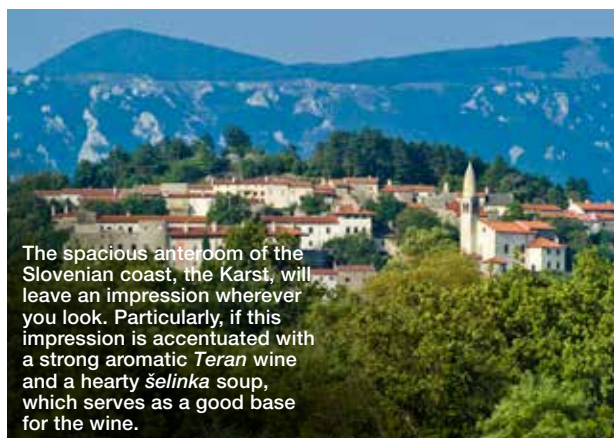 The spacious anteroom of the
Slovenian coast, the Karst, will
leave an impression wherever
you look. Particularly, if this
impression is accentuated with
a strong aromatic Teran wine
and a hearty šelinka soup,
which serves as a good base
for the wine.